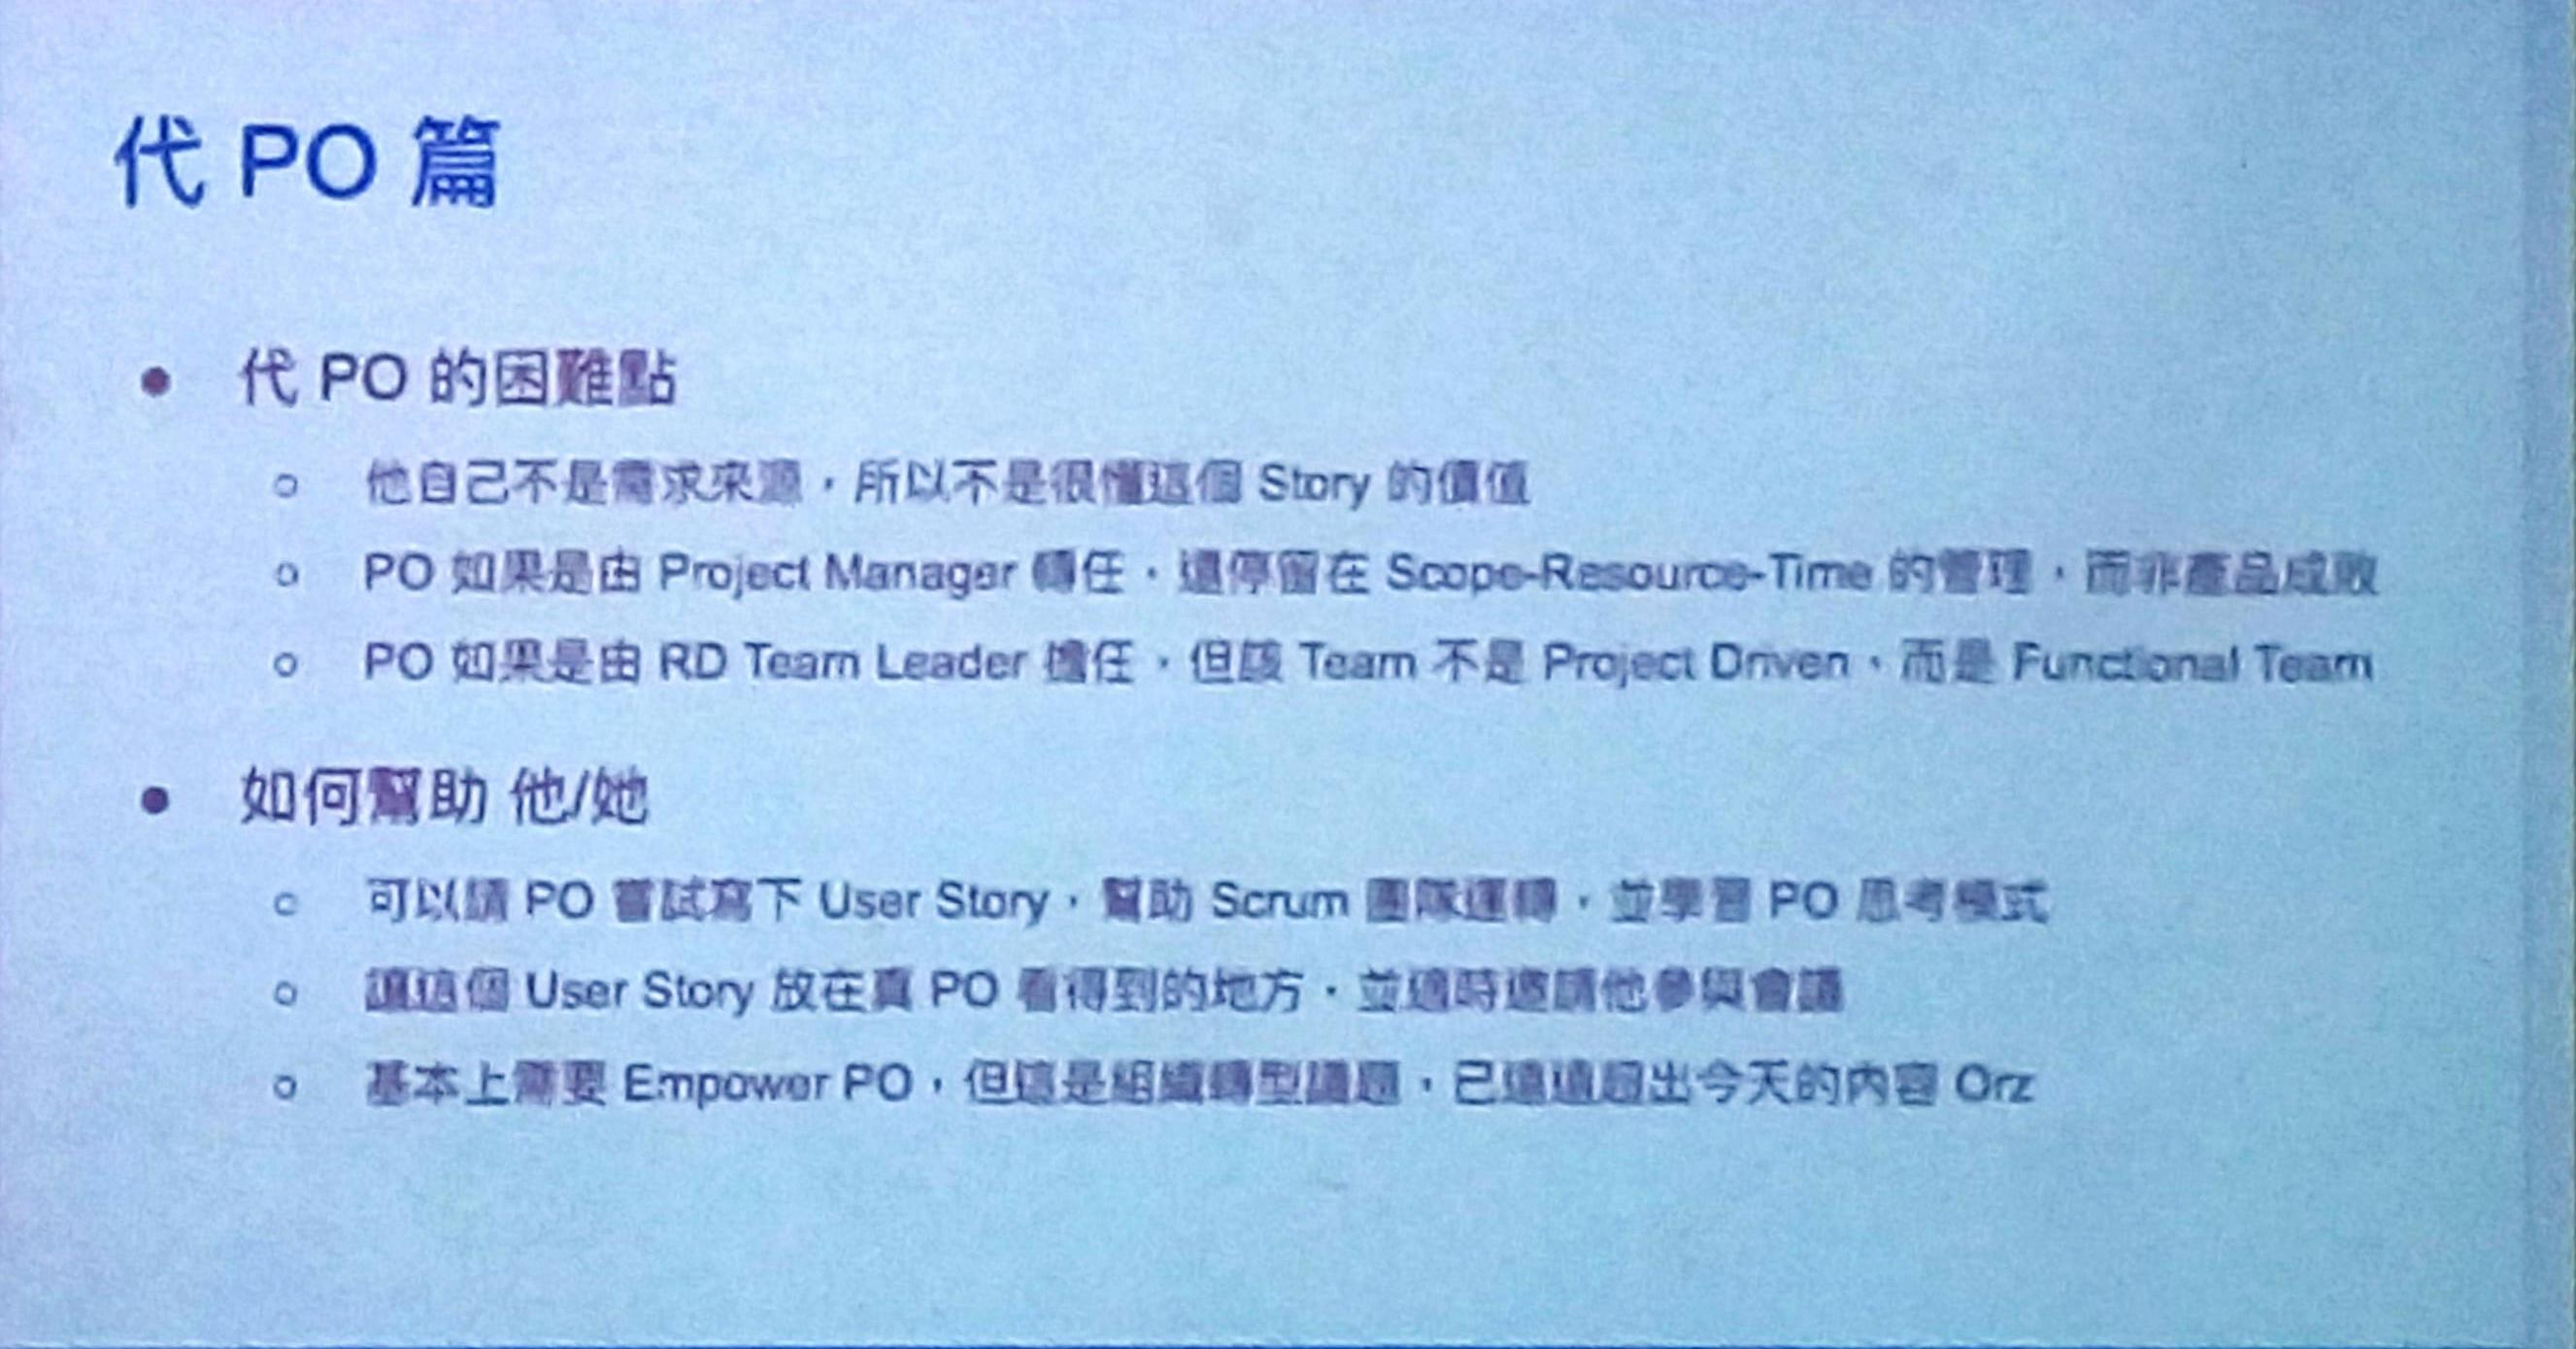 代 PO 篇
● 代 PO 的困難點
○ 他自己不是需求來源，所以不是很懂這個 Story 的價值
○ PO 如果是由 Project Manager 轉任，還停留在 Scope-Resource-Time 的管理，而非產品成敗
○ PO 如果是由 RD Team Leader 擔任，但該 Team 不是 Project Driven，而是 Functional Team
● 如何幫助 他/她
○ 可以請 PO 嘗試寫下 User Story，幫助 Scrum 團隊運轉，並學習 PO 思考模式
○ 讓這個 User Story 放在真 PO 看得到的地方，並適時邀請他參與會議
○ 基本上需要 Empower PO，但這是組織轉型議題，已遠遠超出今天的內容 Orz